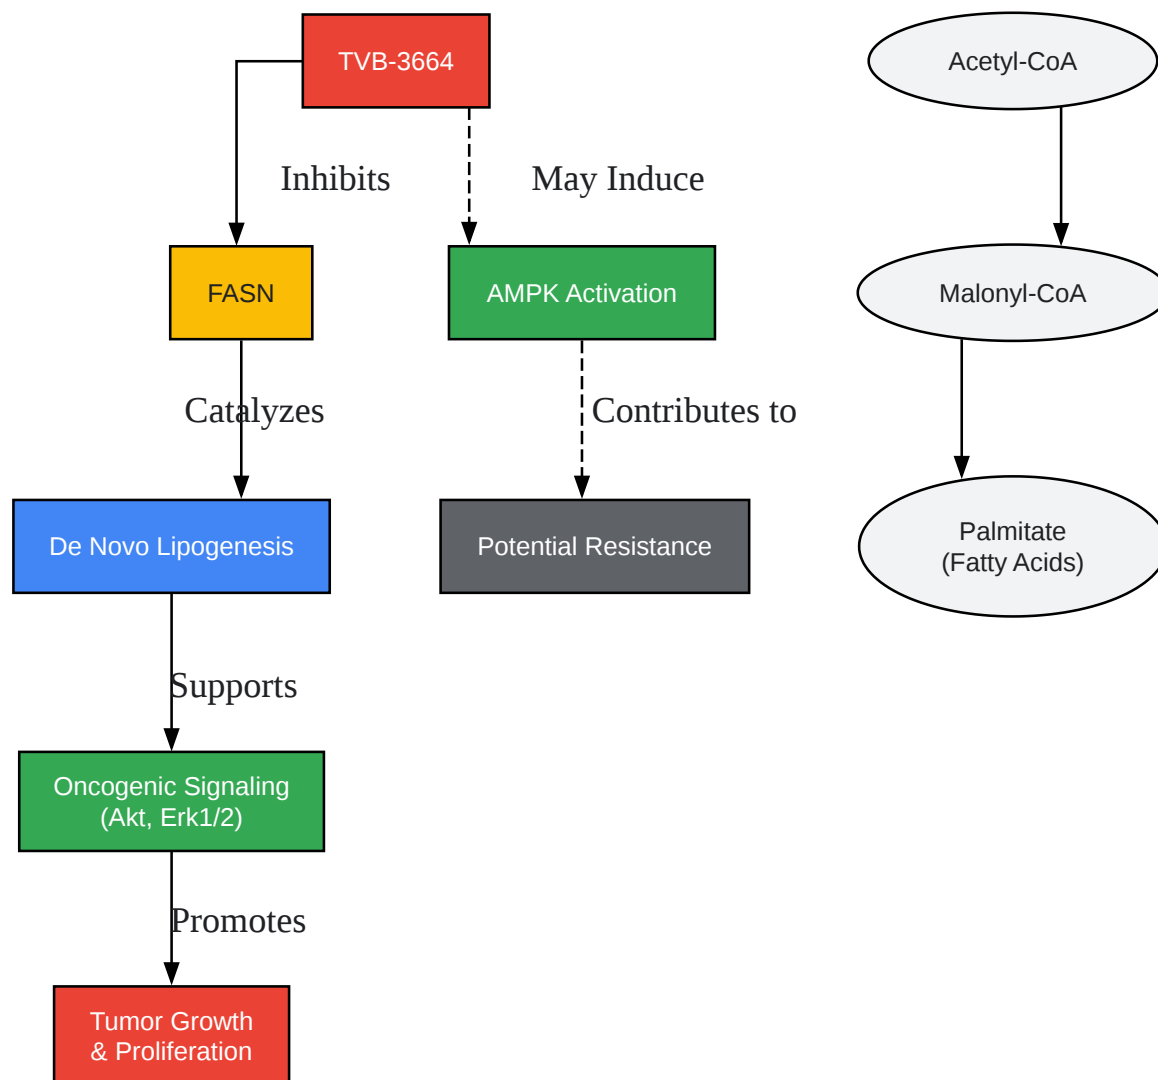 TVB-3664
Acetyl-CoA
Inhibits
May Induce
FASN
AMPK Activation
Malonyl-CoA
Catalyzes
Contributes to
De Novo Lipogenesis
Potential Resistance
Palmitate
(Fatty Acids)
Supports
Oncogenic Signaling
(Akt, Erk1/2)
Promotes
Tumor Growth
& Proliferation